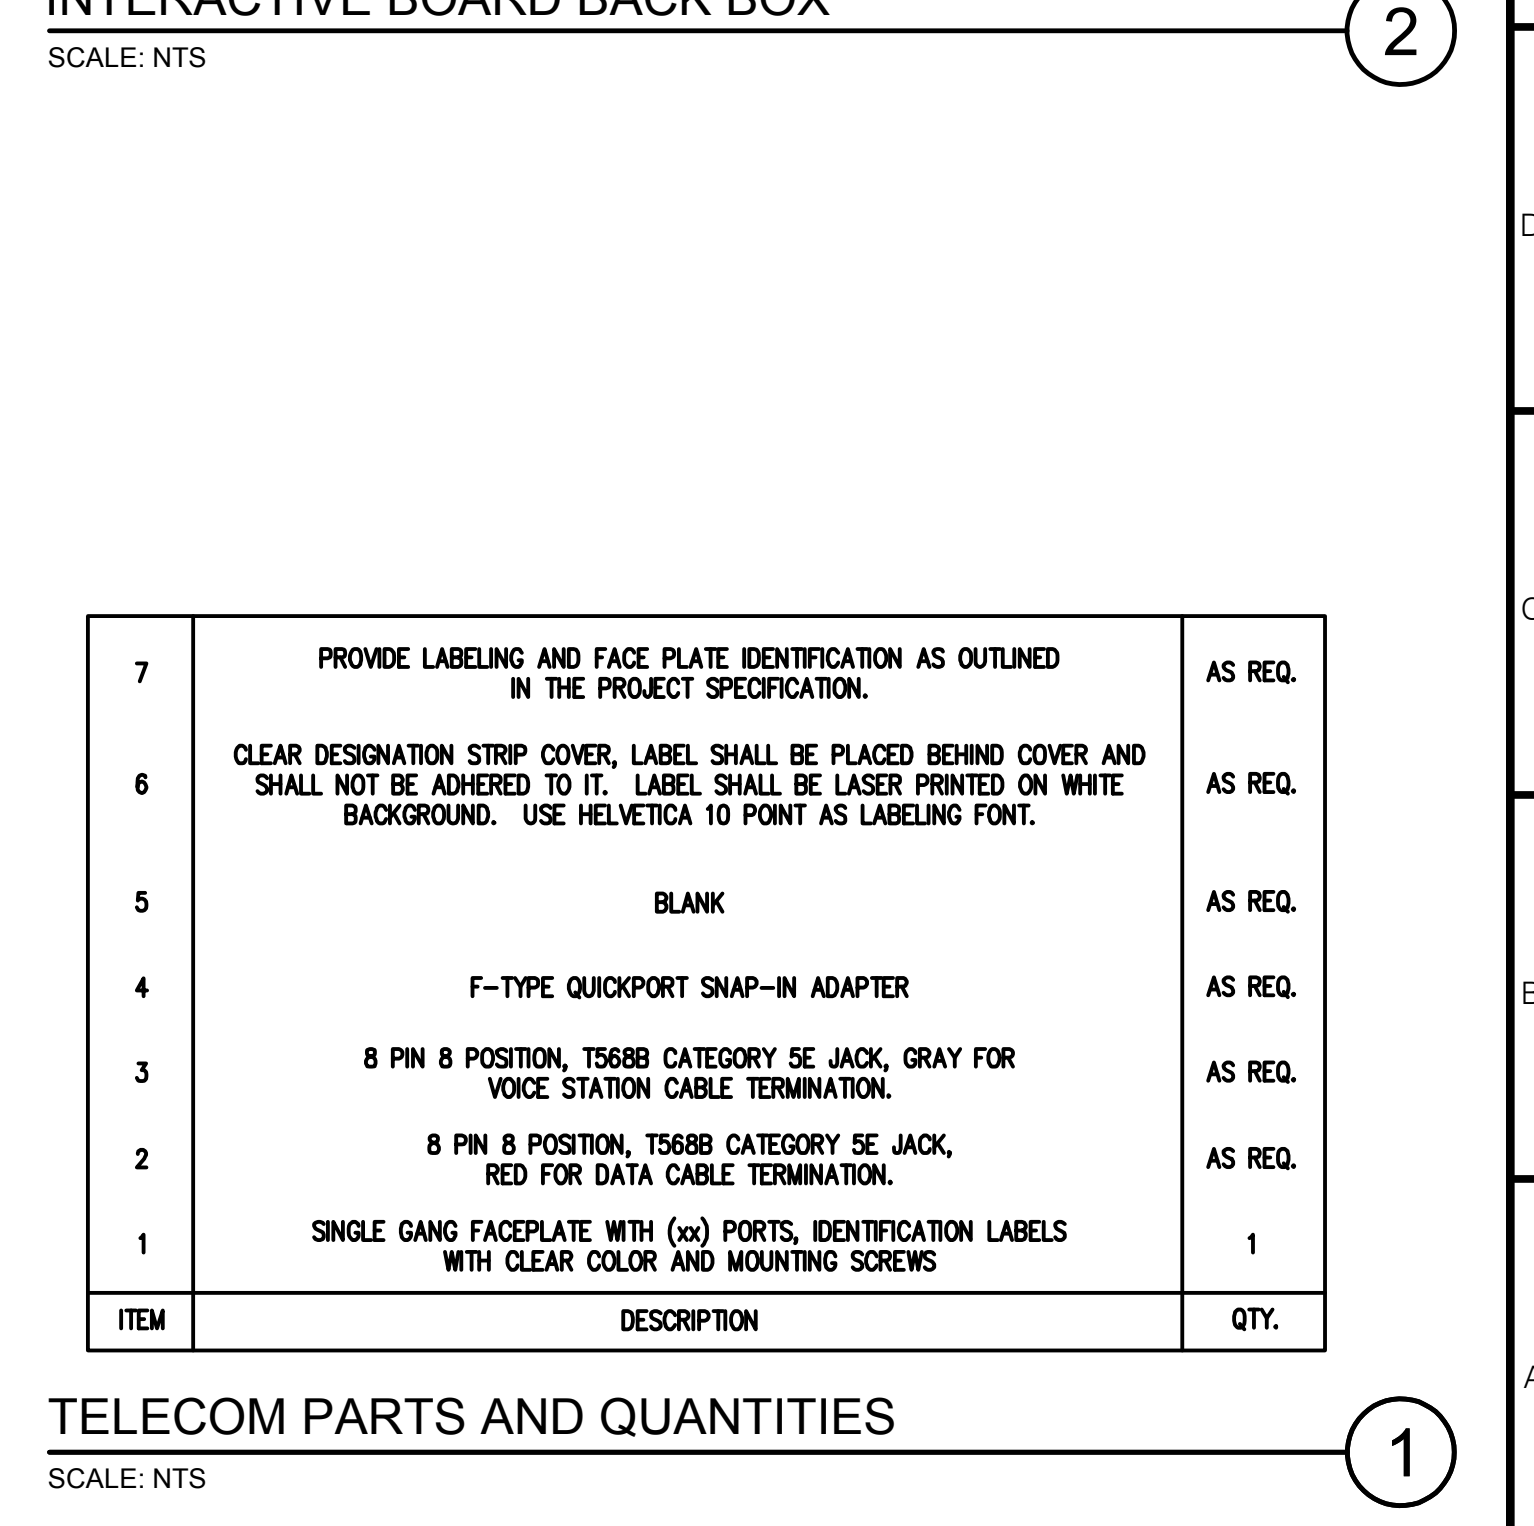 INTERACTIVE BOARD BACK BOX
2
SCALE: NTS
D
7
PROVIDE LABELING AND FACE PLATE IDENTIFICATION AS OUTLINED
IN THE PROJECT SPECIFICATION.
AS REQ.
C
6
CLEAR DESIGNATION STRIP COVER, LABEL SHALL BE PLACED BEHIND COVER AND
SHALL NOT BE ADHERED TO IT. LABEL SHALL BE LASER PRINTED ON WHITE
BACKGROUND. USE HELVETICA 10 POINT AS LABELING FONT.
AS REQ.
5
BLANK
AS REQ.
4
F-TYPE QUICKPORT SNAP-IN ADAPTER
AS REQ.
B
3
8 PIN 8 POSITION, T568B CATEGORY 5E JACK, GRAY FOR
VOICE STATION CABLE TERMINATION.
AS REQ.
2
8 PIN 8 POSITION, T568B CATEGORY 5E JACK,
RED FOR DATA CABLE TERMINATION.
AS REQ.
1
SINGLE GANG FACEPLATE WITH (xx) PORTS, IDENTIFICATION LABELS
WITH CLEAR COLOR AND MOUNTING SCREWS
1
ITEM
DESCRIPTION
QTY.
A
TELECOM PARTS AND QUANTITIES
1
SCALE: NTS